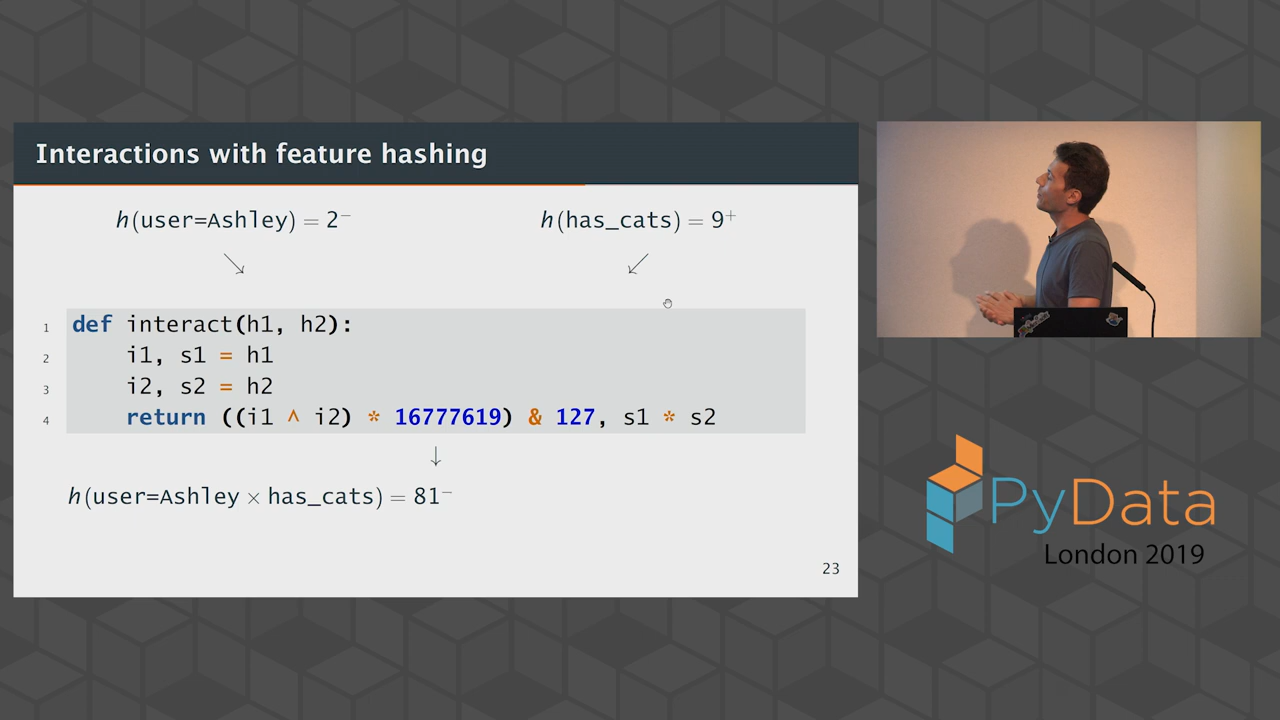 Interactions with feature hashing
h(user=Ashley) = 2⁻
h(has_cats) = 9⁺
1 def interact(h1, h2):
2 i1, s1 = h1
3 i2, s2 = h2
4 return ((i1 ^ i2) * 16777619) & 127, s1 * s2
h(user=Ashley × has_cats) = 81⁻
23
PyData
London 2019